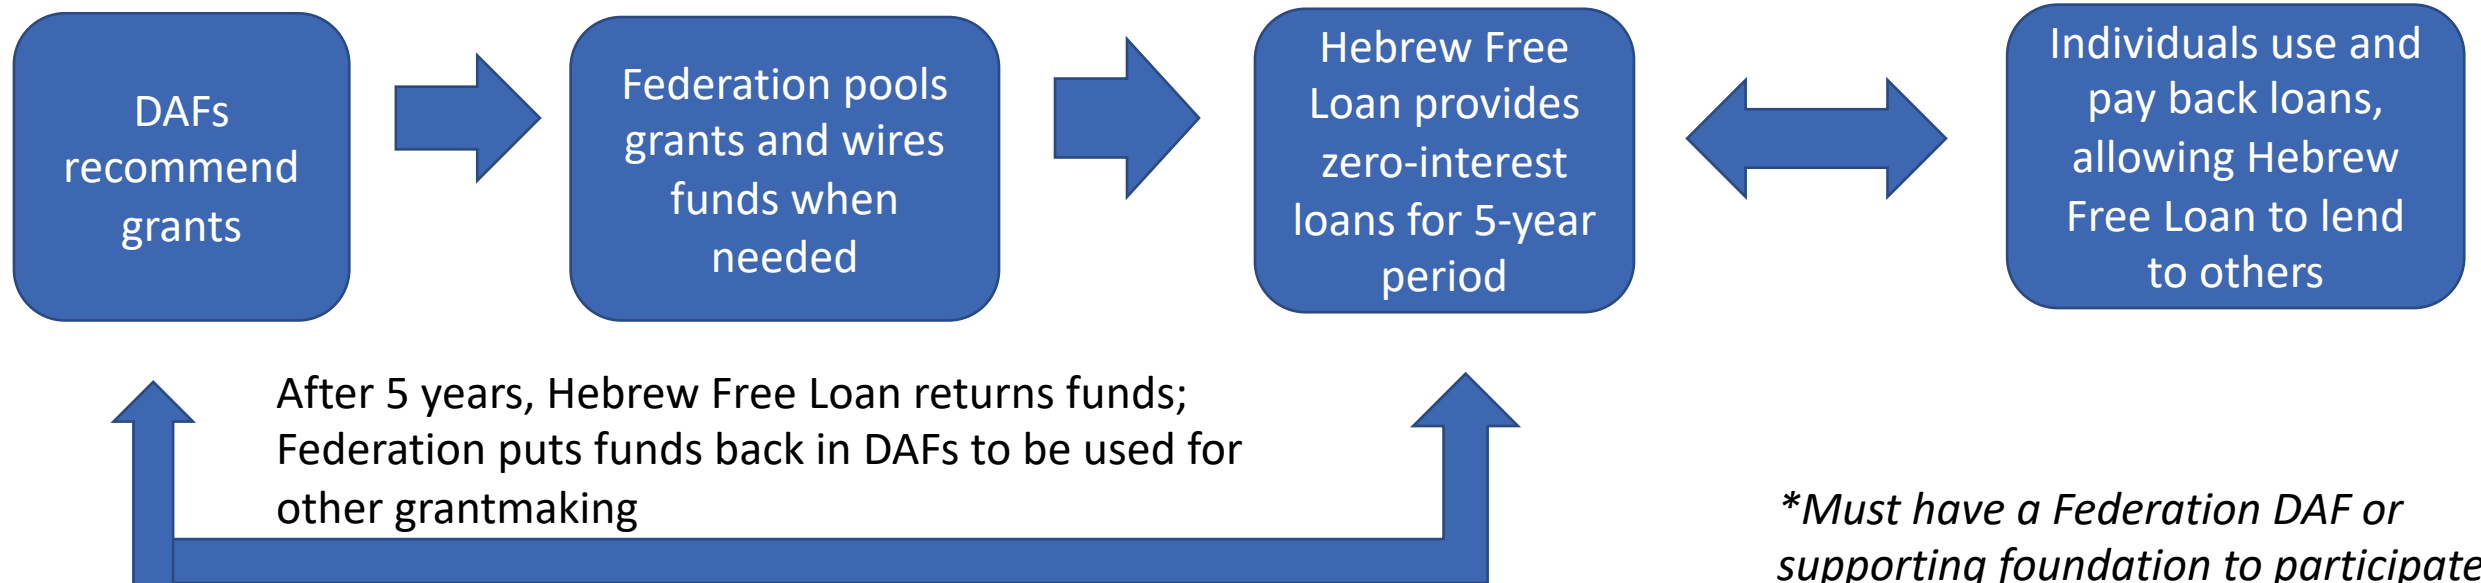 DAFs
recommend
grants
Federation pools
grants and wires
funds when
needed
Hebrew Free
Loan provides
zero-interest
loans for 5-year
period
Individuals use and
pay back loans,
allowing Hebrew
Free Loan to lend
to others
After 5 years, Hebrew Free Loan returns funds;
Federation puts funds back in DAFs to be used for
other grantmaking
*Must have a Federation DAF or
supporting foundation to participate